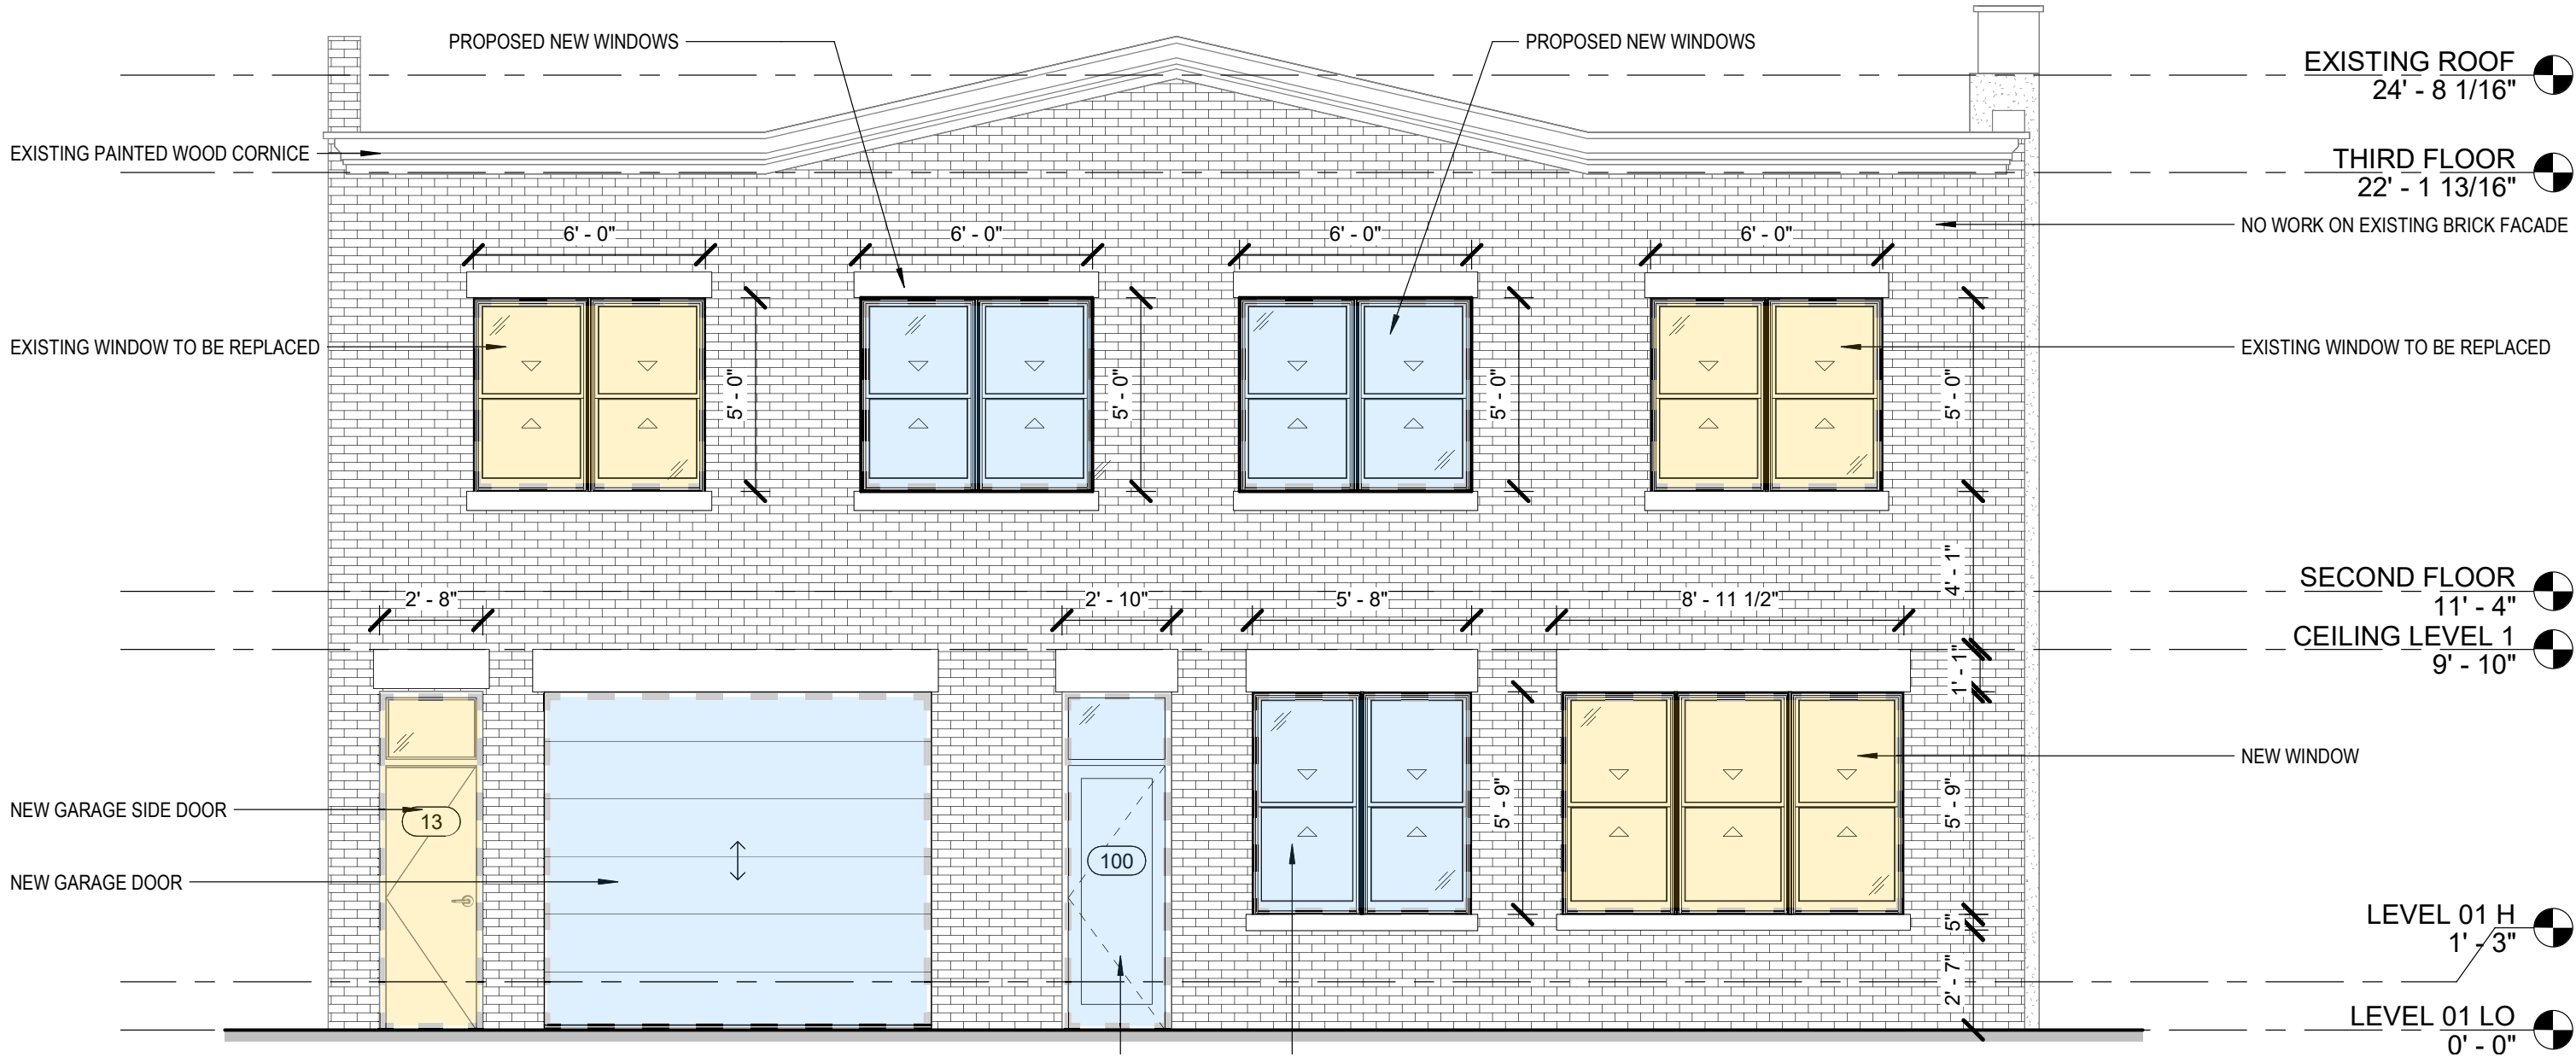 PROPOSED NEW WINDOWS
PROPOSED NEW WINDOWS
EXISTING ROOF
24' - 8 1/16"
EXISTING PAINTED WOOD CORNICE
THIRD FLOOR
22' - 1 13/16"
NO WORK ON EXISTING BRICK FACADE
6' - 0"
6' - 0"
6' - 0"
6' - 0"
EXISTING WINDOW TO BE REPLACED
EXISTING WINDOW TO BE REPLACED
5' - 0"
5' - 0"
5' - 0"
5' - 0"
4' - 1"
SECOND FLOOR
11' - 4"
2' - 8"
2' - 10"
5' - 8"
8' - 11 1/2"
CEILING LEVEL 1
9' - 10"
1' - 1"
NEW WINDOW
5' - 9"
5' - 9"
NEW GARAGE SIDE DOOR
13
100
NEW GARAGE DOOR
LEVEL 01 H
1' - 3"
5"
2' - 7"
LEVEL 01 LO
0' - 0"